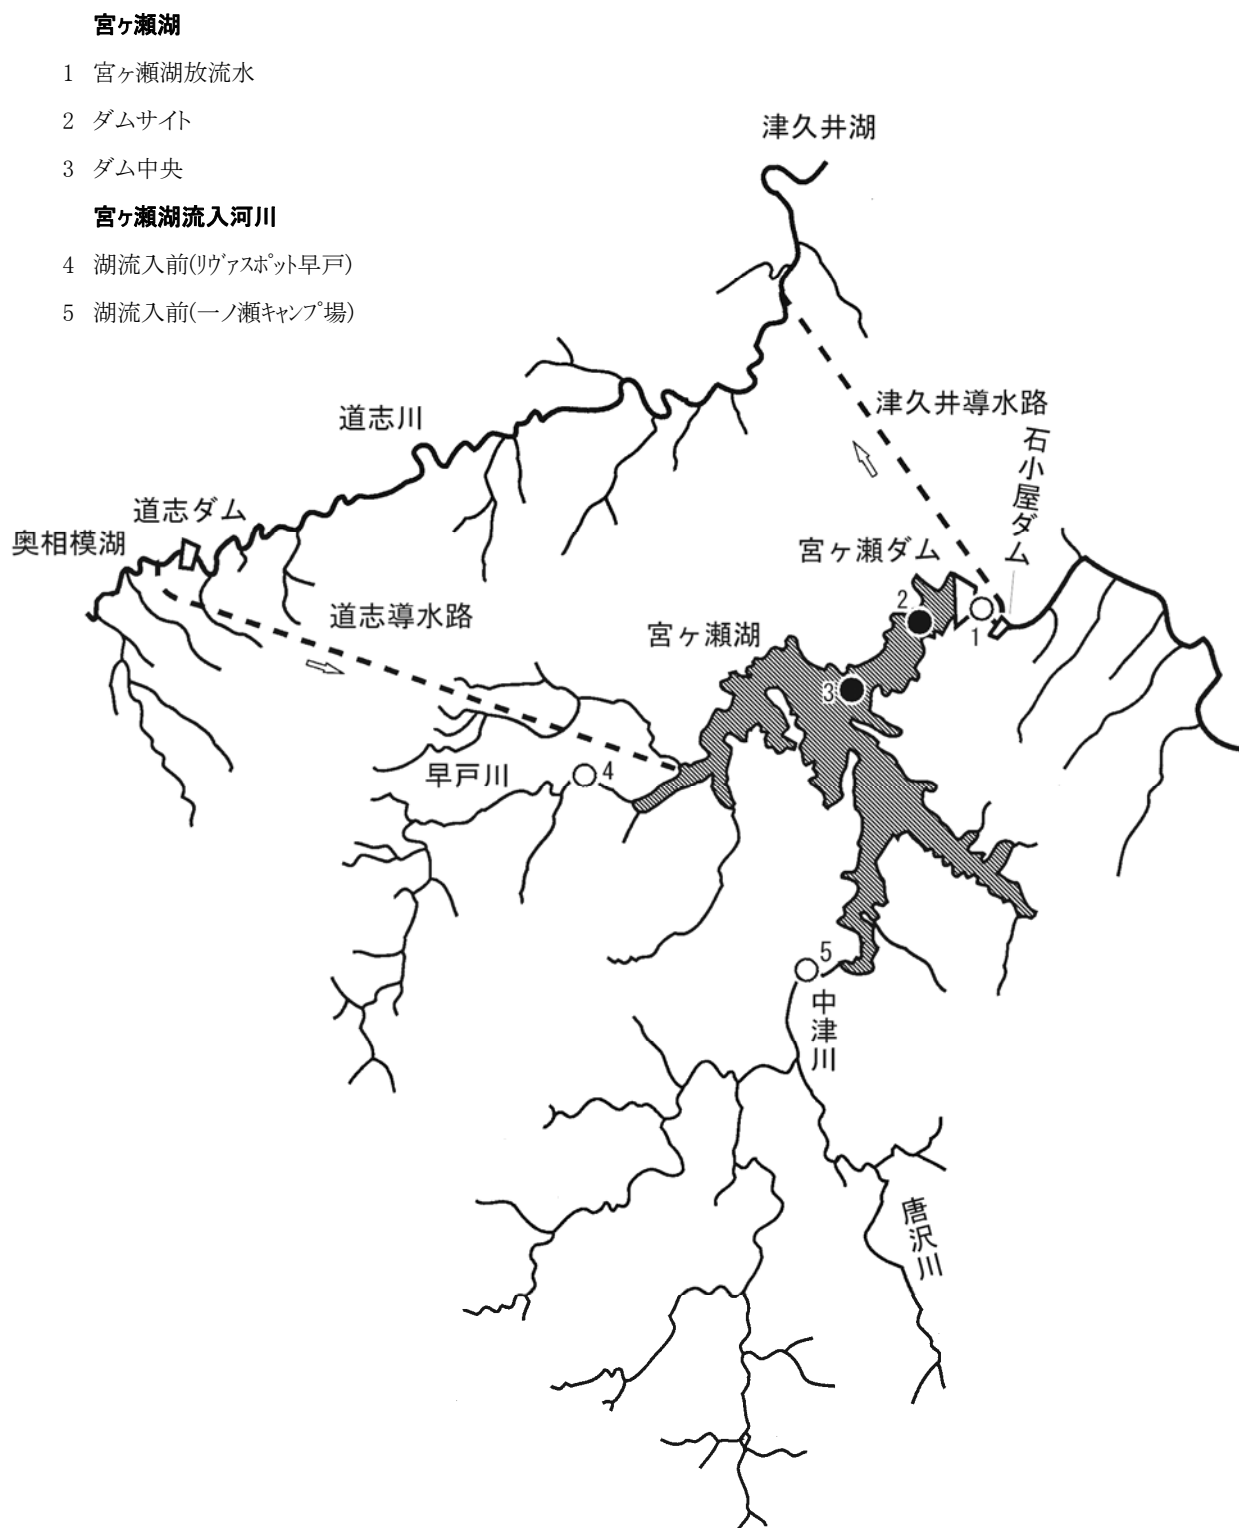 宮ヶ瀬湖
1 宮ヶ瀬湖放流水
2 ダムサイト
3 ダム中央
宮ヶ瀬湖流入河川
4 湖流入前(ﾘｳﾞｧｽﾎﾟｯﾄ早戸)
5 湖流入前(一ノ瀬ｷｬﾝﾌﾟ場)
津久井湖
津久井導水路
道志川
石小屋ダム
道志ダム
奥相模湖
宮ヶ瀬ダム
道志導水路
宮ヶ瀬湖
2
1
3
早戸川
4
5
中津川
唐沢川